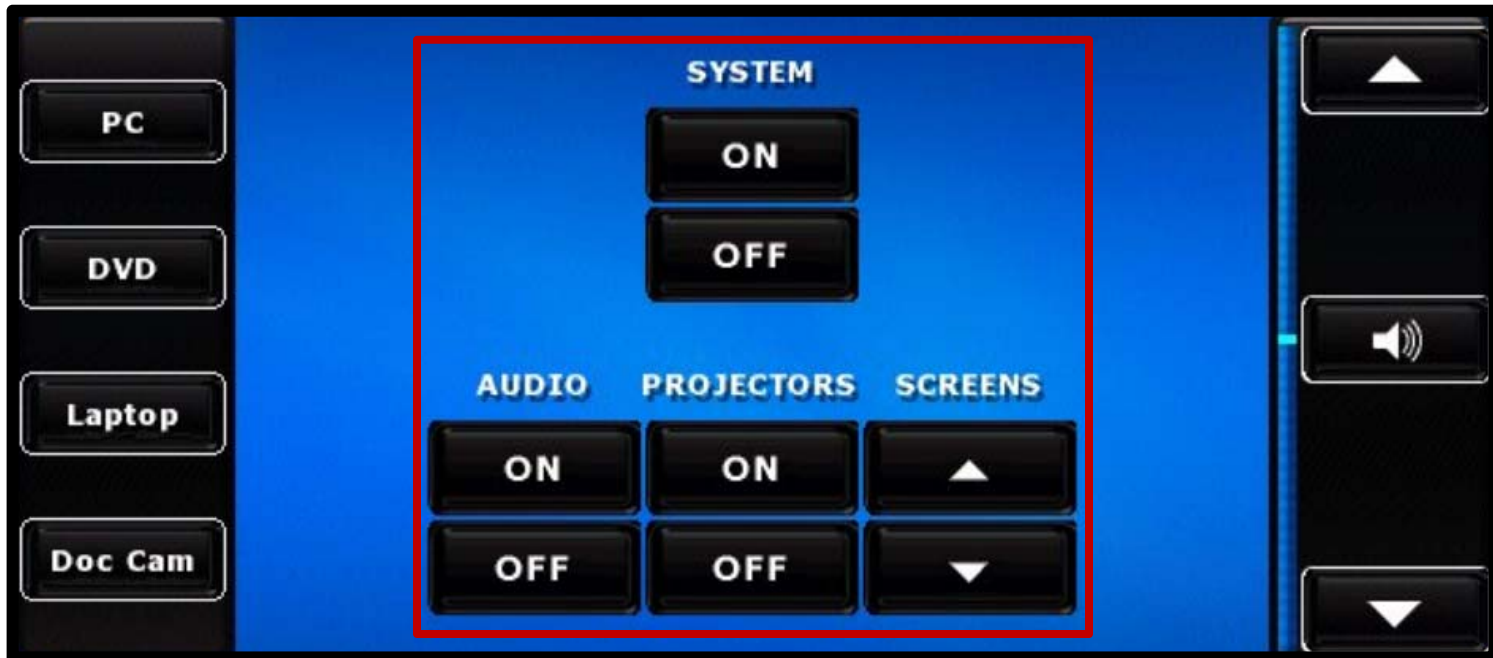 PC
DVD
Laptop
Doc Cam
SYSTEM
ON
OFF
AUDIO PROJECTORS SCREENS
ON ON
OFF OFF